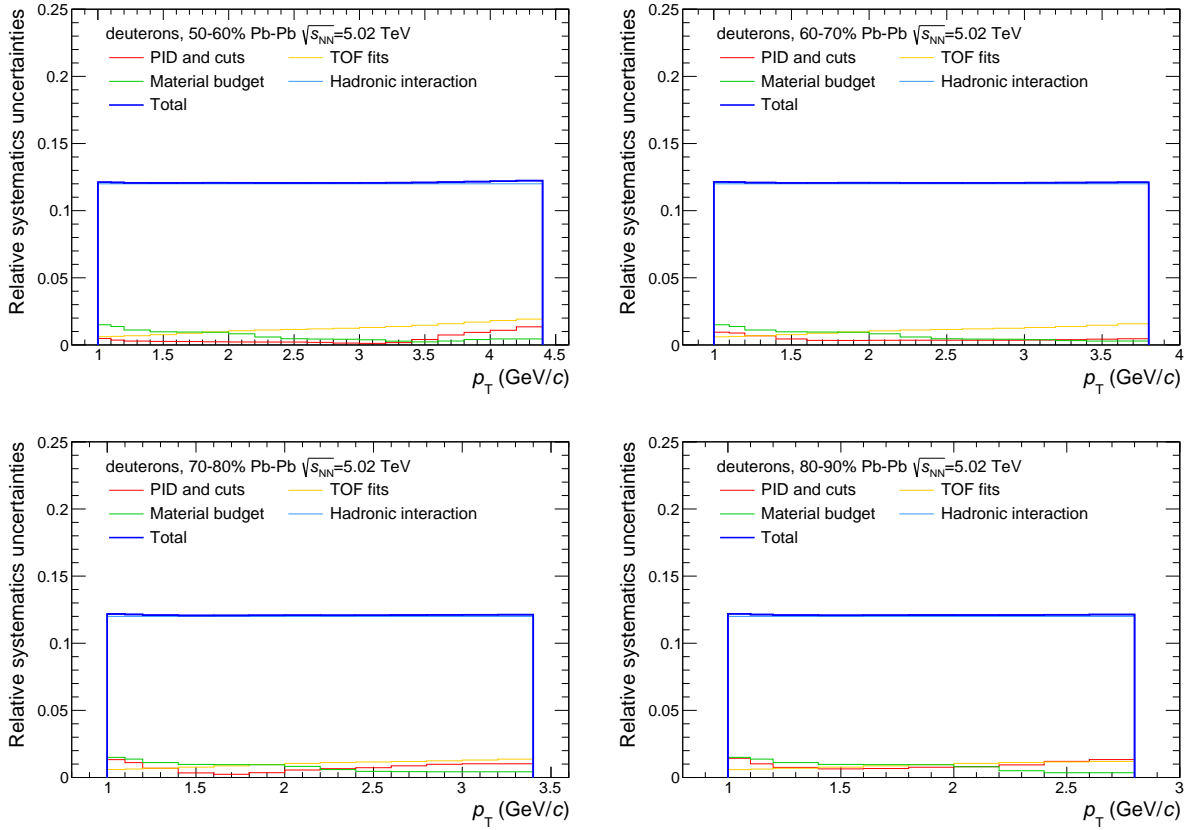 0.25
0.2
0.15
0.1
0.05
0
Relative systematics uncertainties
deuterons, 50-60% Pb-Pb √sNN=5.02 TeV
PID and cuts
TOF fits
Material budget
Hadronic interaction
Total
1 1.5 2 2.5 3 3.5 4 4.5
pT (GeV/c)
0.25
0.2
0.15
0.1
0.05
0
Relative systematics uncertainties
deuterons, 60-70% Pb-Pb √sNN=5.02 TeV
PID and cuts
TOF fits
Material budget
Hadronic interaction
Total
1 1.5 2 2.5 3 3.5 4
pT (GeV/c)
0.25
0.2
0.15
0.1
0.05
0
Relative systematics uncertainties
deuterons, 70-80% Pb-Pb √sNN=5.02 TeV
PID and cuts
TOF fits
Material budget
Hadronic interaction
Total
1 1.5 2 2.5 3 3.5
pT (GeV/c)
0.25
0.2
0.15
0.1
0.05
0
Relative systematics uncertainties
deuterons, 80-90% Pb-Pb √sNN=5.02 TeV
PID and cuts
TOF fits
Material budget
Hadronic interaction
Total
1 1.5 2 2.5 3
pT (GeV/c)